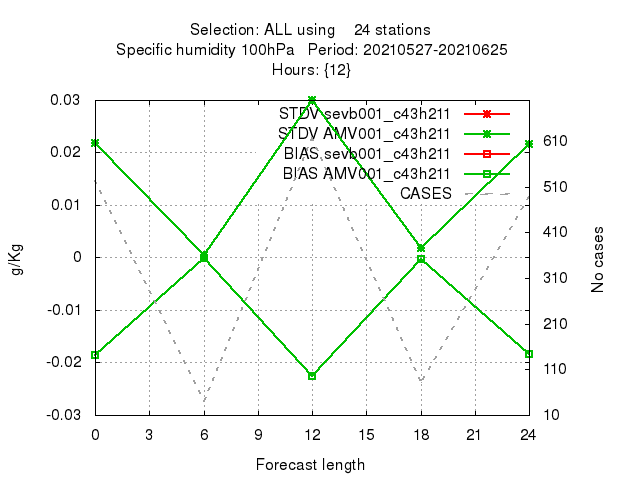 Selection: ALL using 24 stations
Specific humidity 100hPa Period: 20210527-20210625
Hours: {12}
0.03
0.02
0.01
0
-0.01
-0.02
-0.03
g/Kg
STDV sevb001_c43h211
STDV AMV001_c43h211
BIAS sevb001_c43h211
BIAS AMV001_c43h211
CASES
610
510
410
310
210
110
10
No cases
0 3 6 9 12 15 18 21 24
Forecast length